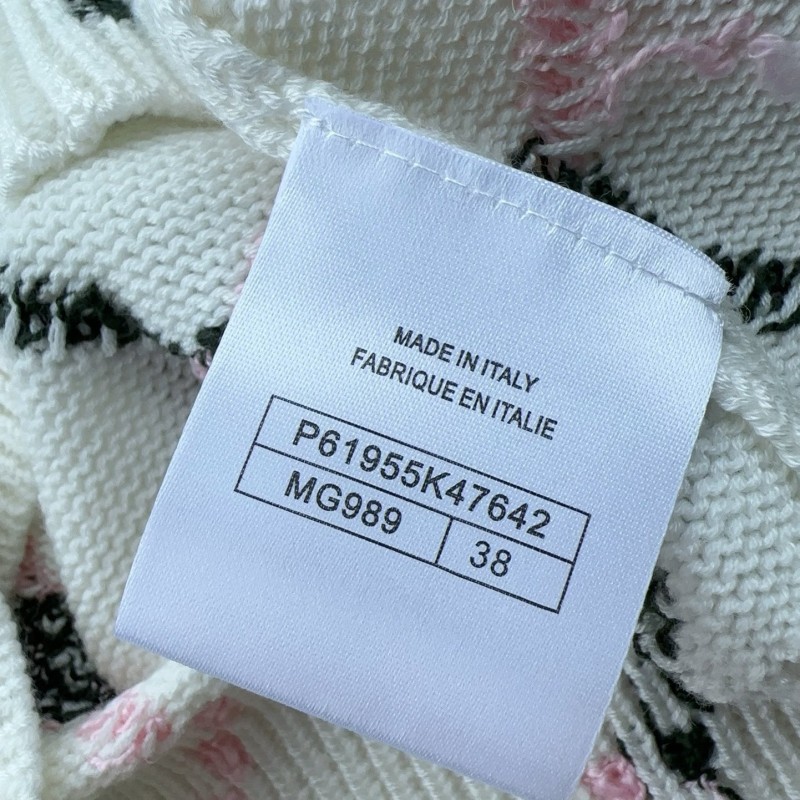 MADE IN ITALY
FABRIQUE EN ITALIE
P61955K47642
MG989 38